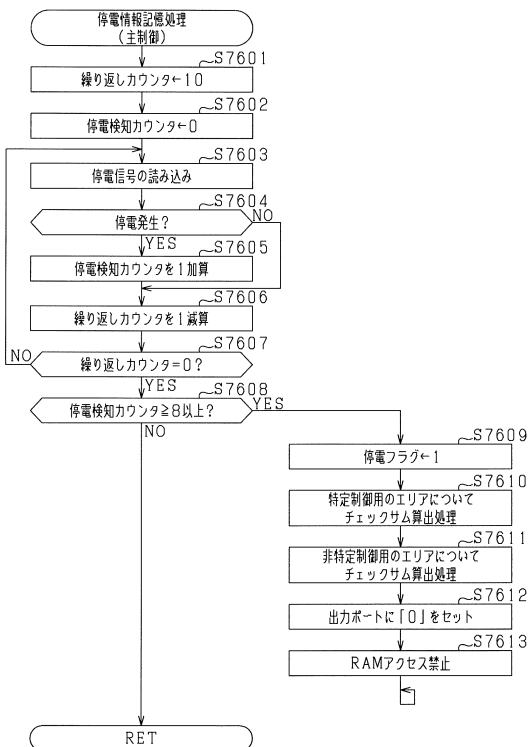 停電情報記憶処理
(主制御)
S7601
繰り返しカウンタ←10
S7602
停電検知カウンタ←0
S7603
停電信号の読み込み
S7604
停電発生?
NO
YES
S7605
停電検知カウンタを1加算
S7606
繰り返しカウンタを1減算
S7607
NO
繰り返しカウンタ=0?
YES
S7608
停電検知カウンタ≧8以上?
YES
NO
S7609
停電フラグ←1
S7610
特定制御用のエリアについて
チェックサム算出処理
S7611
非特定制御用のエリアについて
チェックサム算出処理
S7612
出力ポートに「0」をセット
S7613
RAMアクセス禁止
RET